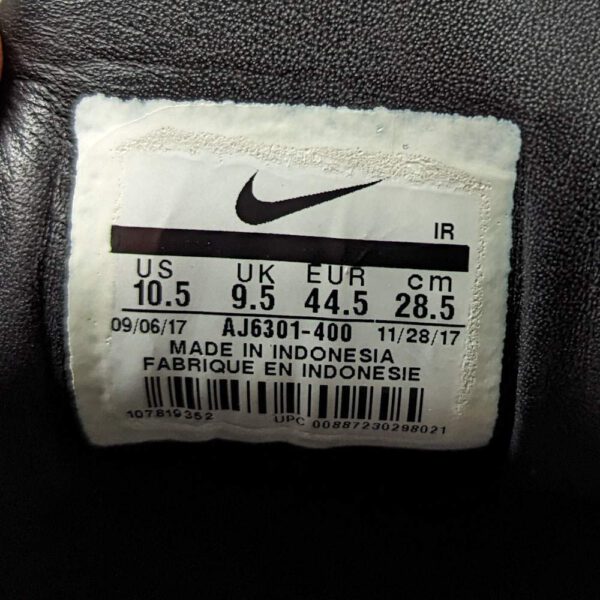 IR
US UK EUR cm
10.5 9.5 44.5 28.5
09/06/17 AJ6301-400 11/28/17
MADE IN INDONESIA
FABRIQUE EN INDONESIE
107819352 UPC 00887230298021